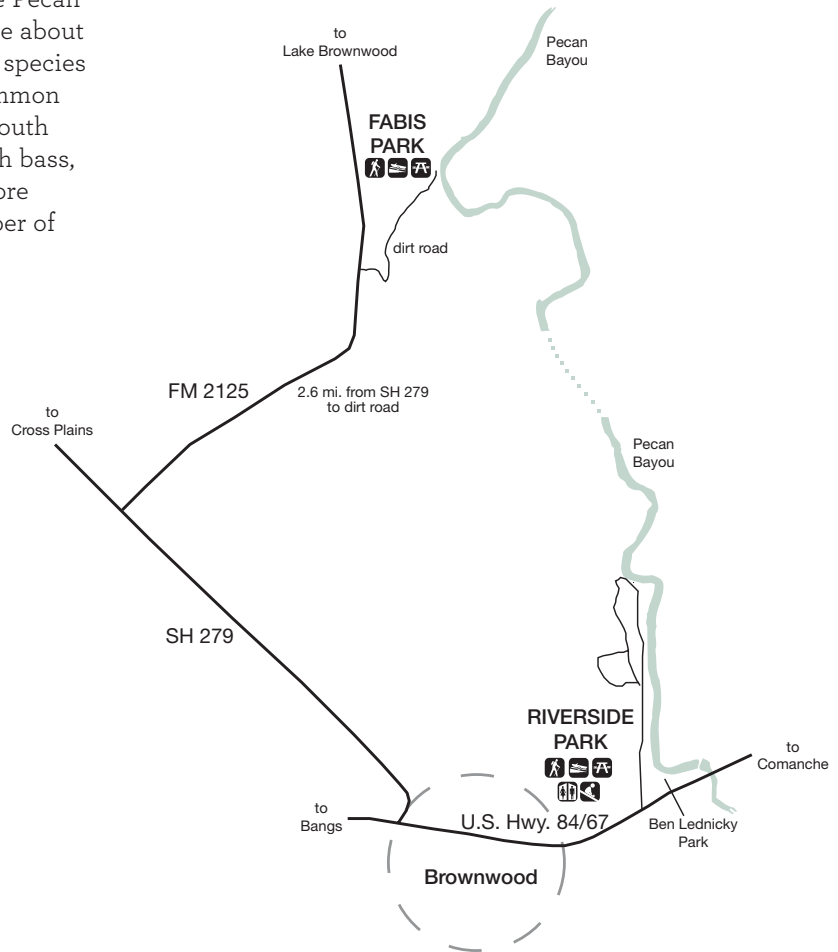 e Pecan
e about
species
nmon
outh
h bass,
ore
er of
to
Lake Brownwood
Pecan
Bayou
FABIS
PARK
dirt road
FM 2125
2.6 mi. from SH 279
to dirt road
to
Cross Plains
Pecan
Bayou
SH 279
RIVERSIDE
PARK
to
Comanche
to
Bangs
U.S. Hwy. 84/67
Ben Lednicky
Park
Brownwood